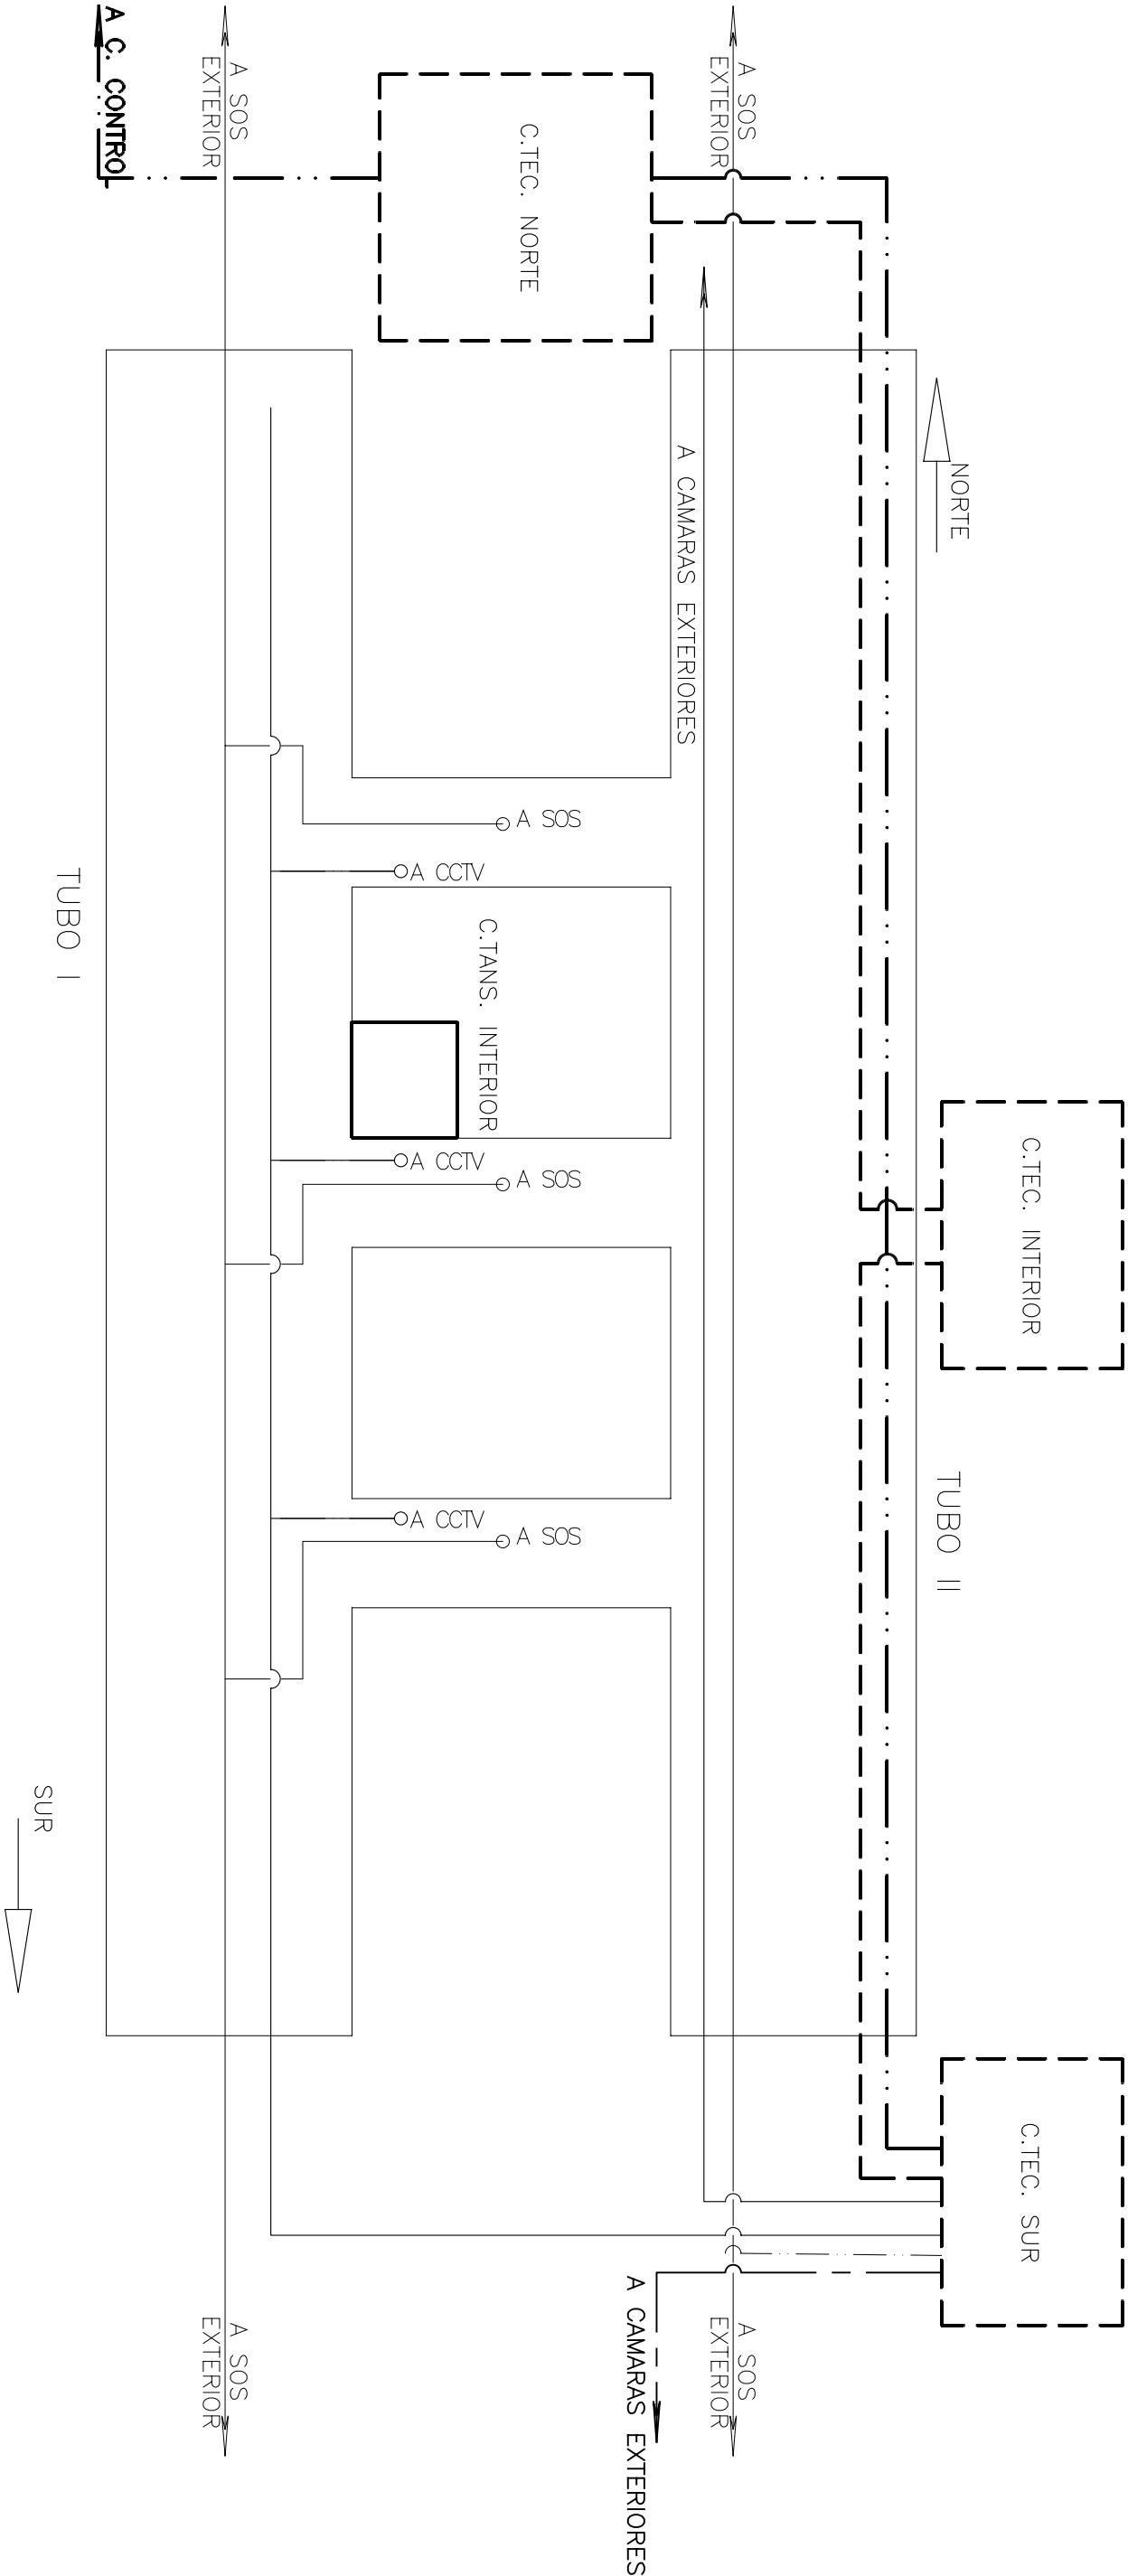 A C. CONTRO
A SOS
EXTERIOR
A SOS
EXTERIOR
C.TEC. NORTE
NORTE
A CAMARAS EXTERIORES
A SOS
A CCTV
TUBO I
C.TANS. INTERIOR
A CCTV
A SOS
C.TEC. INTERIOR
TUBO II
A CCTV
A SOS
SUR
C.TEC. SUR
A SOS
EXTERIOR
A CAMARAS EXTERIORES
A SOS
EXTERIOR